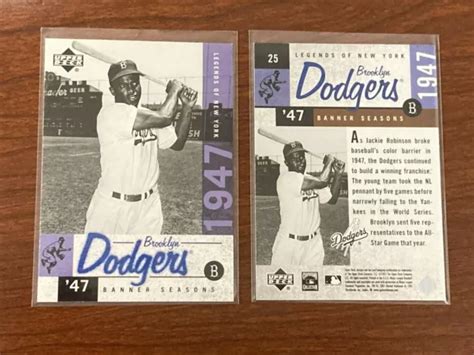 UPPER DECK
B
LEGENDS OF NEW YORK
1947
Brooklyn
Dodgers
B
'47
BANNER SEASONS
25
LEGENDS OF NEW YORK
Brooklyn
Dodgers
1947
'47
BANNER SEASONS
B
As Jackie Robinson broke
baseball's color barrier in
1947, the Dodgers continued to
build a winning franchise.
The young team took the NL
pennant by five games before
narrowly falling to the Yan-
kees in the World Series.
Brooklyn sent five rep-
resentatives to the All-
Star Game that year.
Dodgers
UPPER DECK